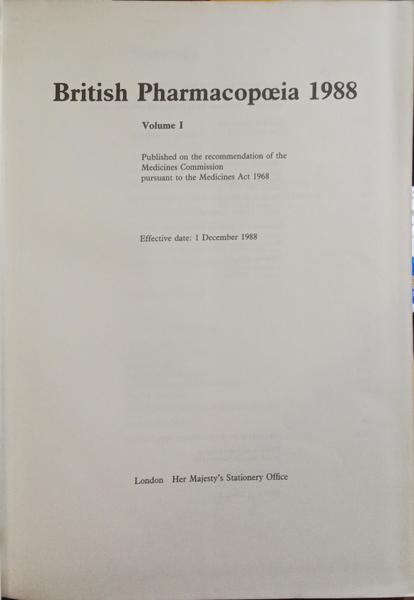 British Pharmacopœia 1988
Volume I
Published on the recommendation of the
Medicines Commission
pursuant to the Medicines Act 1968
Effective date: 1 December 1988
London Her Majesty's Stationery Office